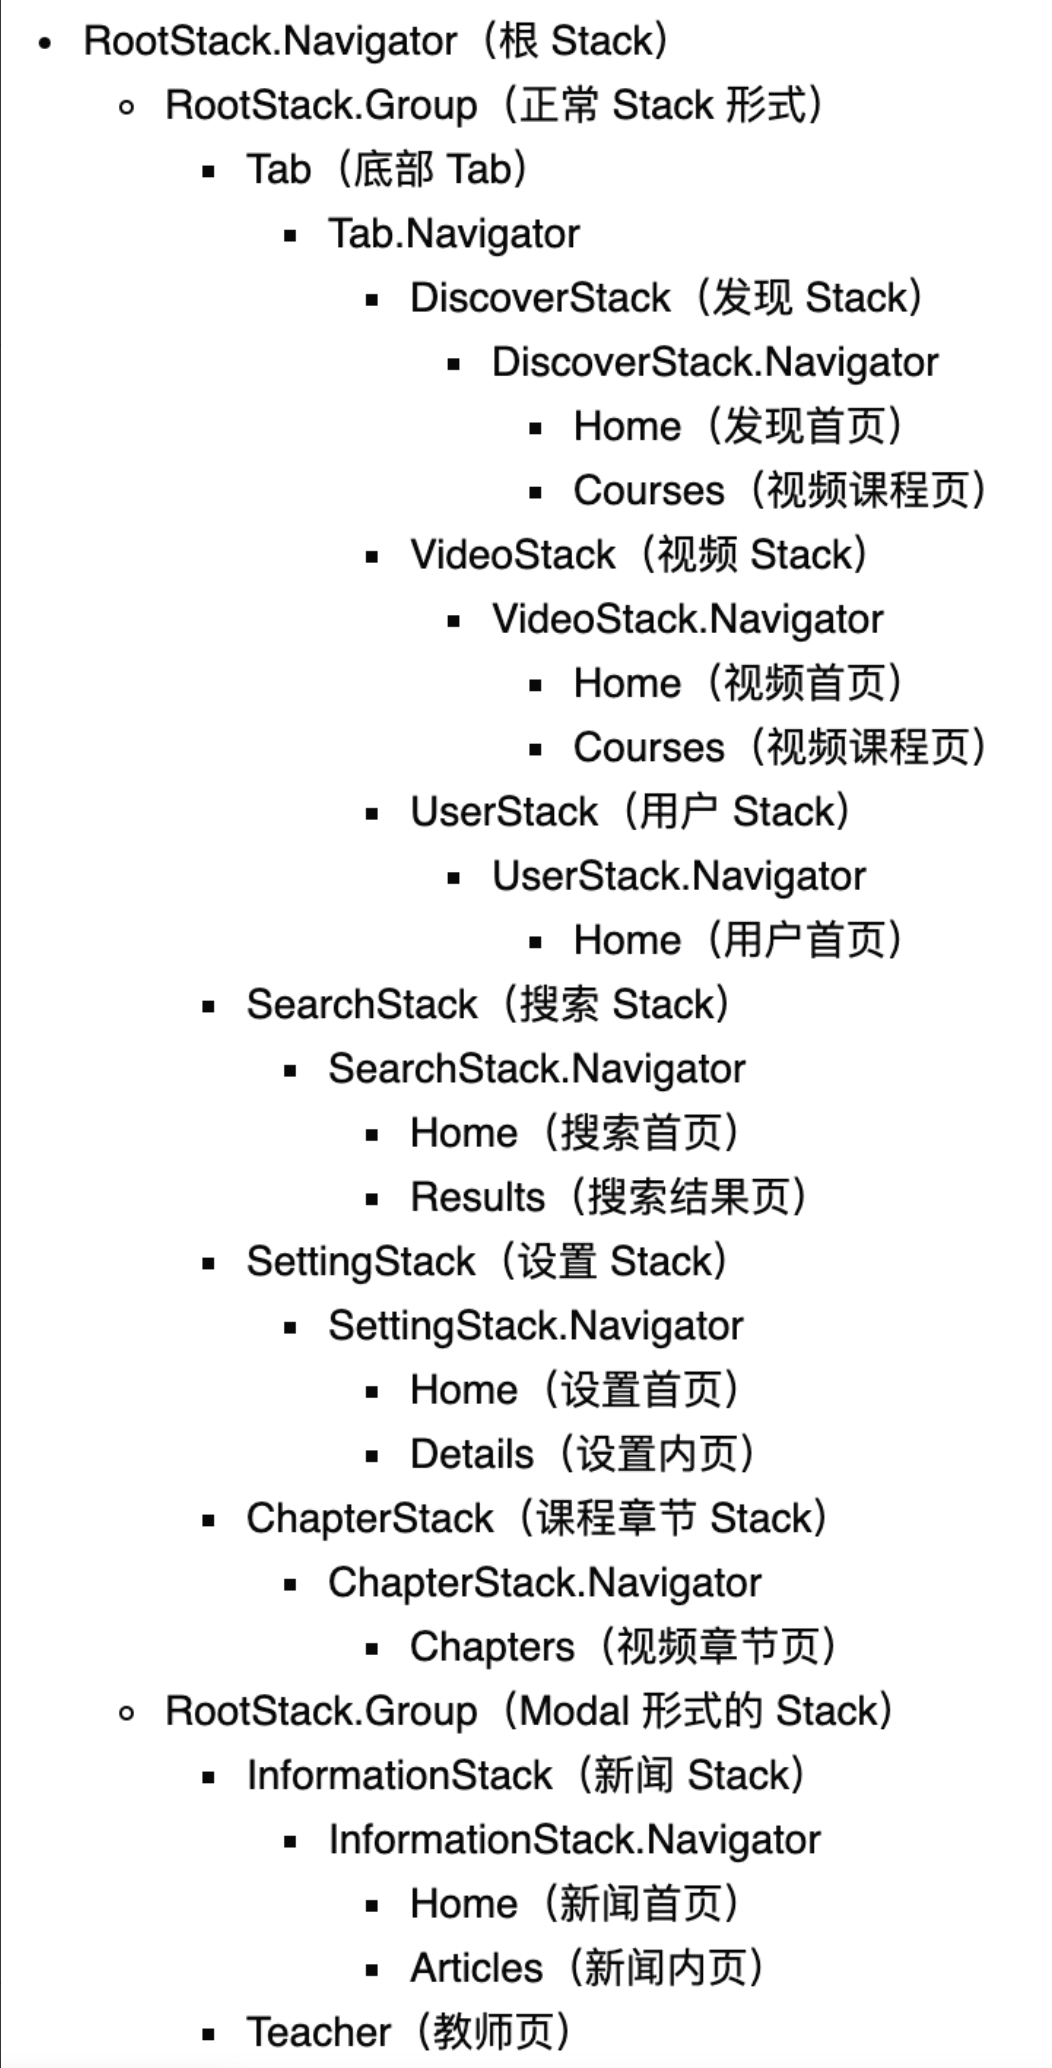 RootStack.Navigator（根 Stack）
RootStack.Group（正常 Stack 形式）
Tab（底部 Tab）
Tab.Navigator
DiscoverStack（发现 Stack）
DiscoverStack.Navigator
Home（发现首页）
Courses（视频课程页）
VideoStack（视频 Stack）
VideoStack.Navigator
Home（视频首页）
Courses（视频课程页）
UserStack（用户 Stack）
UserStack.Navigator
Home（用户首页）
SearchStack（搜索 Stack）
SearchStack.Navigator
Home（搜索首页）
Results（搜索结果页）
SettingStack（设置 Stack）
SettingStack.Navigator
Home（设置首页）
Details（设置内页）
ChapterStack（课程章节 Stack）
ChapterStack.Navigator
Chapters（视频章节页）
RootStack.Group（Modal 形式的 Stack）
InformationStack（新闻 Stack）
InformationStack.Navigator
Home（新闻首页）
Articles（新闻内页）
Teacher（教师页）